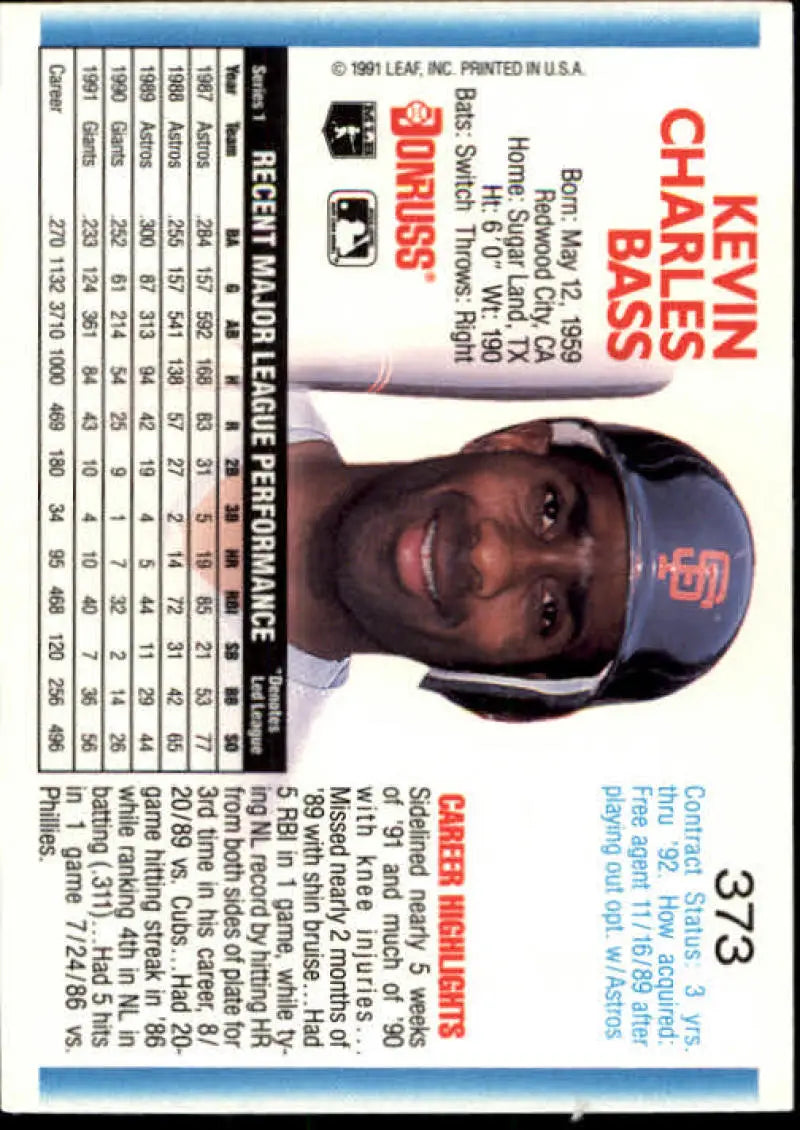 373
KEVIN
CHARLES
BASS
Born: May 12, 1959
Redwood City, CA
Home: Sugar Land, TX
Ht: 6'0" Wt: 190
Bats: Switch Throws: Right
DONRUSS®
MLB
© 1991 LEAF, INC. PRINTED IN U.S.A.
SF
Contract Status: 3 yrs.
thru '92. How acquired:
Free agent 11/16/89 after
playing out opt. w/Astros
CAREER HIGHLIGHTS
Sidelined nearly 5 weeks
of '91 and much of '90
with knee injuries...
Missed nearly 2 months of
'89 with shin bruise...Had
5 RBI in 1 game, while ty-
ing NL record by hitting HR
from both sides of plate for
3rd time in his career, 8/
20/89 vs. Cubs...Had 20-
game hitting streak in '86
while ranking 4th in NL in
batting (.311)...Had 5 hits
in 1 game 7/24/86 vs.
Phillies.
Series 1 RECENT MAJOR LEAGUE PERFORMANCE *Denotes
Led League
Year Team BA G AB H R 2B 3B HR RBI SB BB SO
1987 Astros .284 157 592 168 83 31 5 19 85 21 53 77
1988 Astros .255 157 541 138 57 27 2 14 72 31 42 65
1989 Astros .300 87 313 94 42 19 4 5 44 11 29 44
1990 Giants .252 61 214 54 25 9 1 7 32 2 14 26
1991 Giants .233 124 361 84 43 10 4 10 40 7 36 56
Career .270 1132 3710 1000 469 180 34 95 468 120 256 496